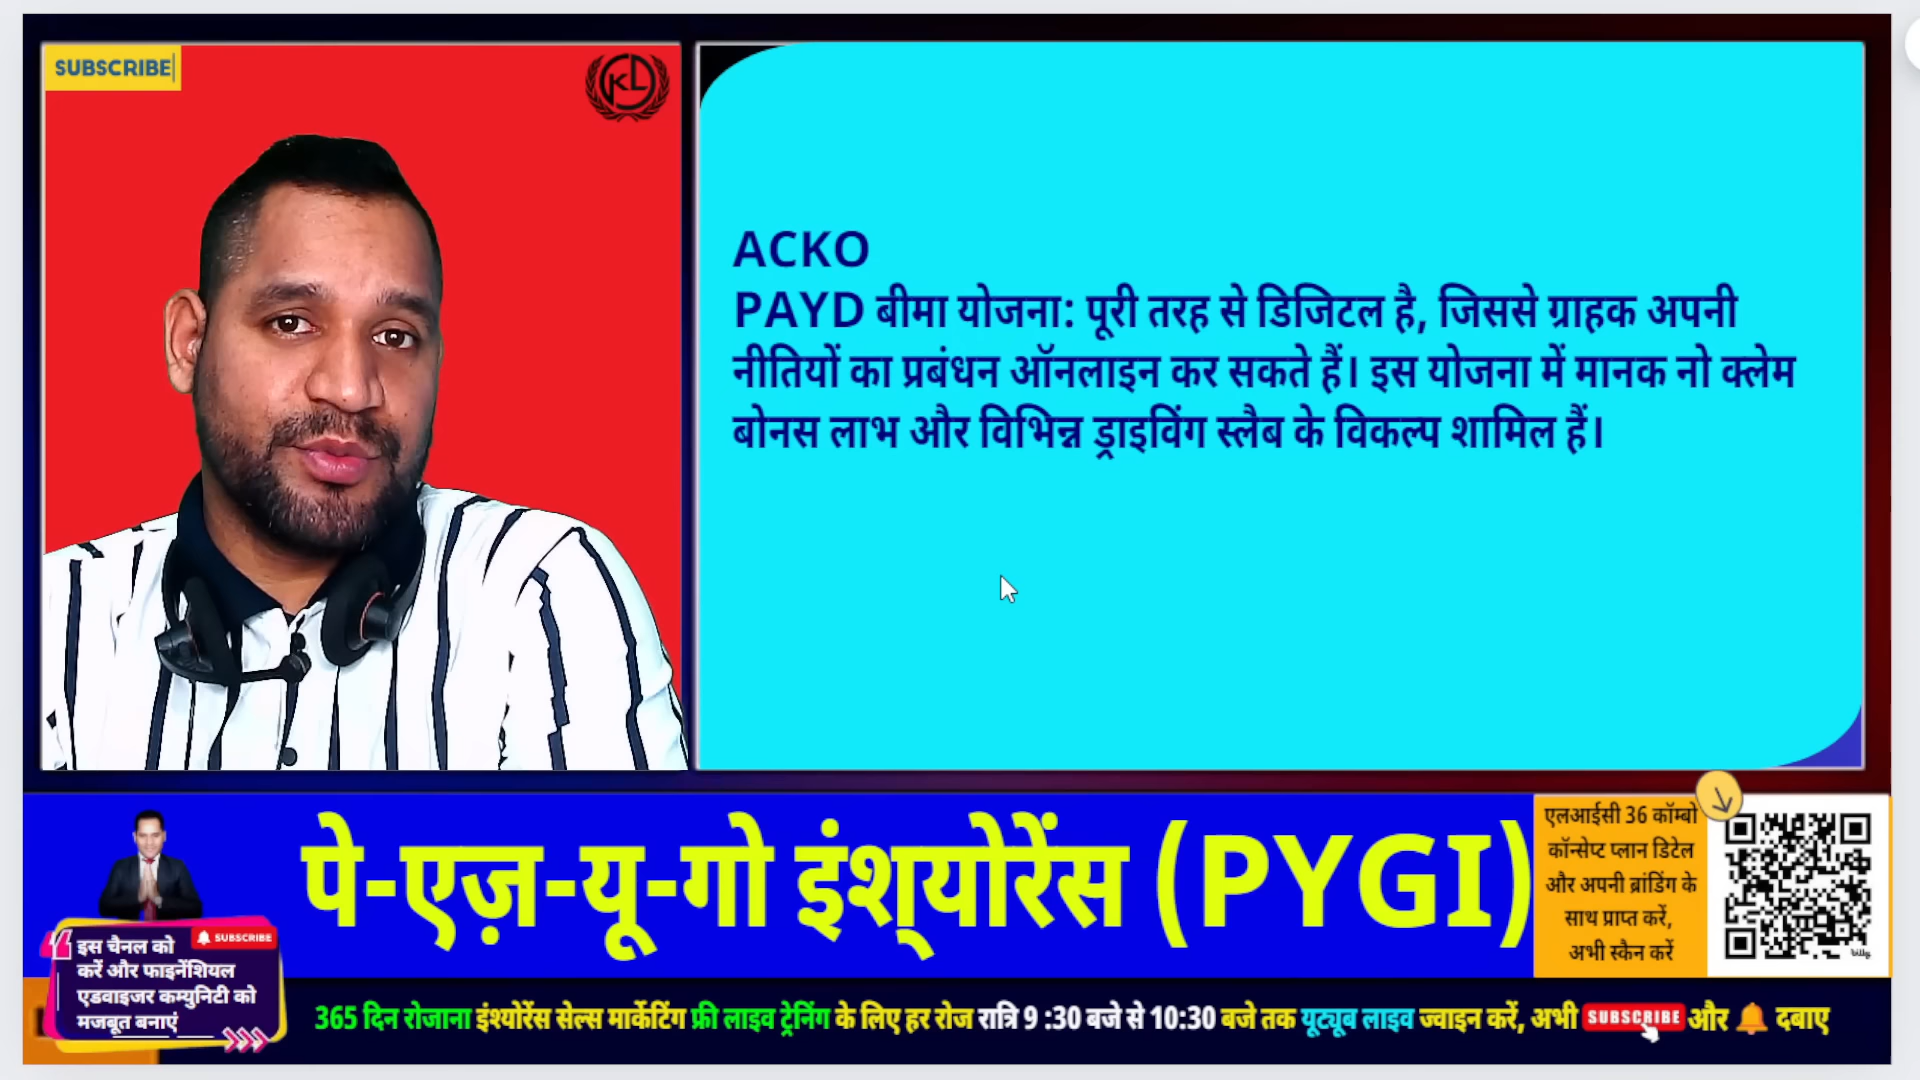 SUBSCRIBE
KL
ACKO
PAYD बीमा योजना: पूरी तरह से डिजिटल है, जिससे ग्राहक अपनी
नीतियों का प्रबंधन ऑनलाइन कर सकते हैं। इस योजना में मानक नो क्लेम
बोनस लाभ और विभिन्न ड्राइविंग स्लैब के विकल्प शामिल हैं।
पे-एज़-यू-गो इंश्योरेंस (PYGI)
एलआईसी 36 कॉम्बो
कॉन्सेप्ट प्लान डिटेल
और अपनी ब्रांडिंग के
साथ प्राप्त करें,
अभी स्कैन करें
bitly
इस चैनल को SUBSCRIBE
करें और फाइनेंशियल
एडवाइजर कम्युनिटी को
मजबूत बनाएं
365 दिन रोजाना इंश्योरेंस सेल्स मार्केटिंग फ्री लाइव ट्रेनिंग के लिए हर रोज रात्रि 9 :30 बजे से 10:30 बजे तक यूट्यूब लाइव ज्वाइन करें, अभी SUBSCRIBE और दबाए